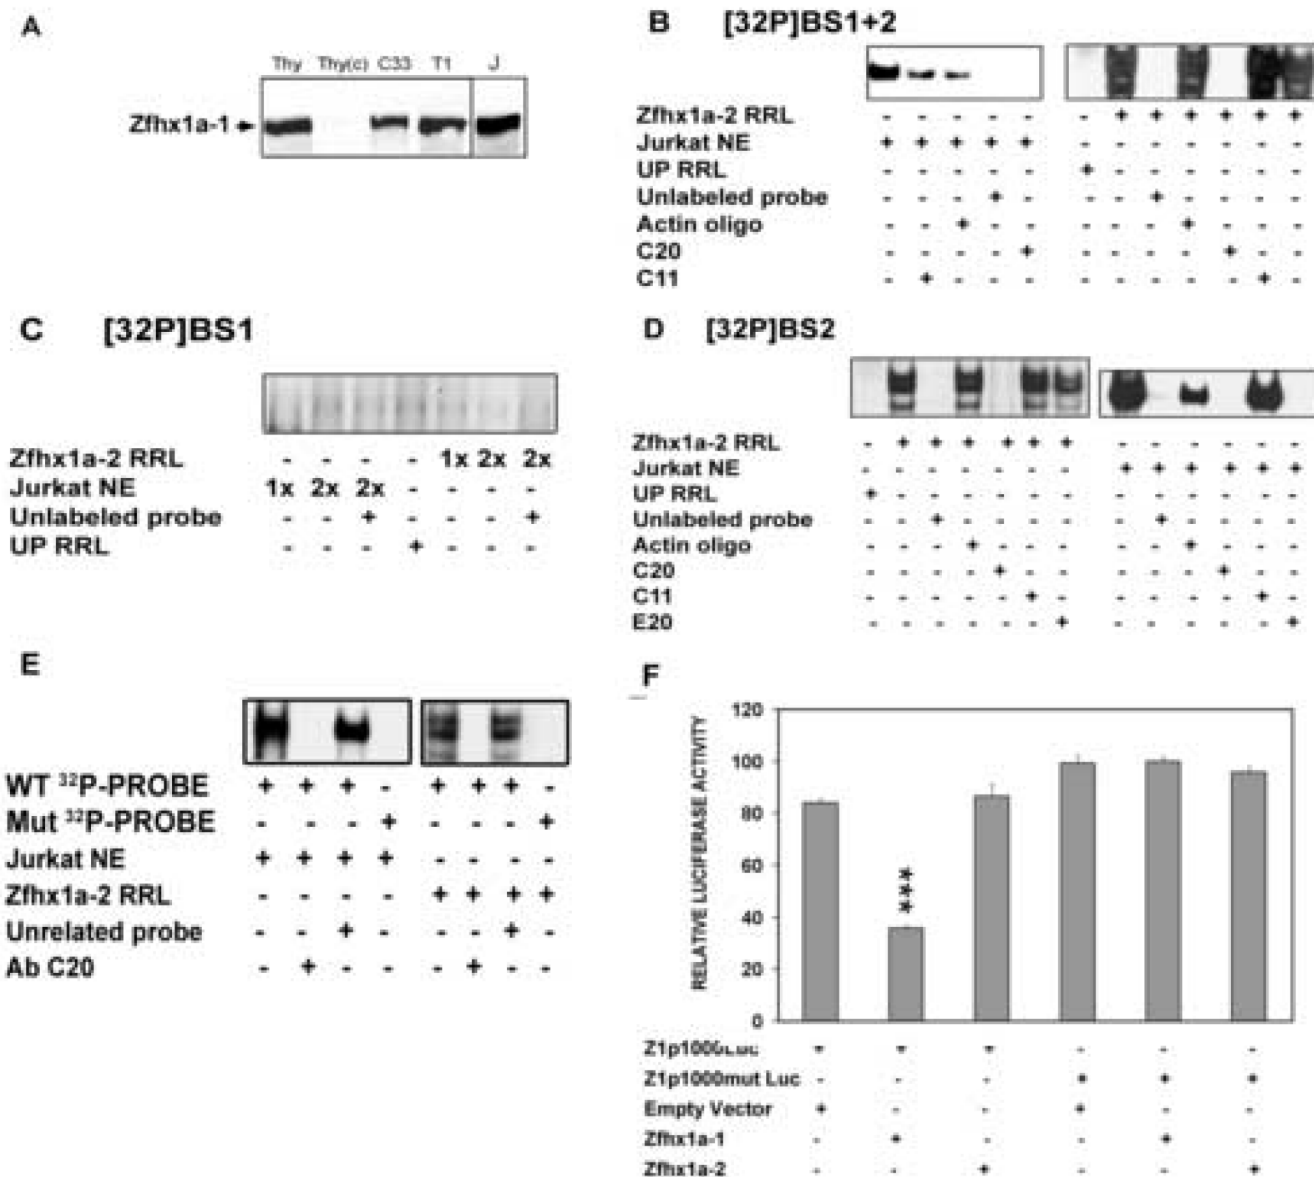 A
Thy Thy(c) C33 T1 J
Zfhx1a-1
B [32P]BS1+2
Zfhx1a-2 RRL - - - - - - + + + + + +
Jurkat NE + + + + + - - - - - - -
UP RRL - - - - - + - - - - - -
Unlabeled probe - - - + - - - + - - - -
Actin oligo - - + - - - - - + - - -
C20 - - - - + - - - - + - -
C11 - + - - - - - - - - + -
C [32P]BS1
Zfhx1a-2 RRL - - - - 1x 2x 2x
Jurkat NE 1x 2x 2x - - - -
Unlabeled probe - - + - - - +
UP RRL - - - + - - -
D [32P]BS2
Zfhx1a-2 RRL - + + + + + + - - - - - -
Jurkat NE - - - - - - - + + + + + +
UP RRL + - - - - - - - - - - - -
Unlabeled probe - - + - - - - - + - - - -
Actin oligo - - - + - - - - - + - - -
C20 - - - - + - - - - - + - -
C11 - - - - - + - - - - - + -
E20 - - - - - - + - - - - - +
E
WT 32P-PROBE + + + - + + + -
Mut 32P-PROBE - - - + - - - +
Jurkat NE + + + + - - - -
Zfhx1a-2 RRL - - - - + + + +
Unrelated probe - - + - - - + -
Ab C20 - + - - - + - -
F
RELATIVE LUCIFERASE ACTIVITY
120
100
80
60
40
20
0
***
Z1p1000Luc + + + - - -
Z1p1000mut Luc - - - + + +
Empty Vector + - - + - -
Zfhx1a-1 - + - - + -
Zfhx1a-2 - - + - - +